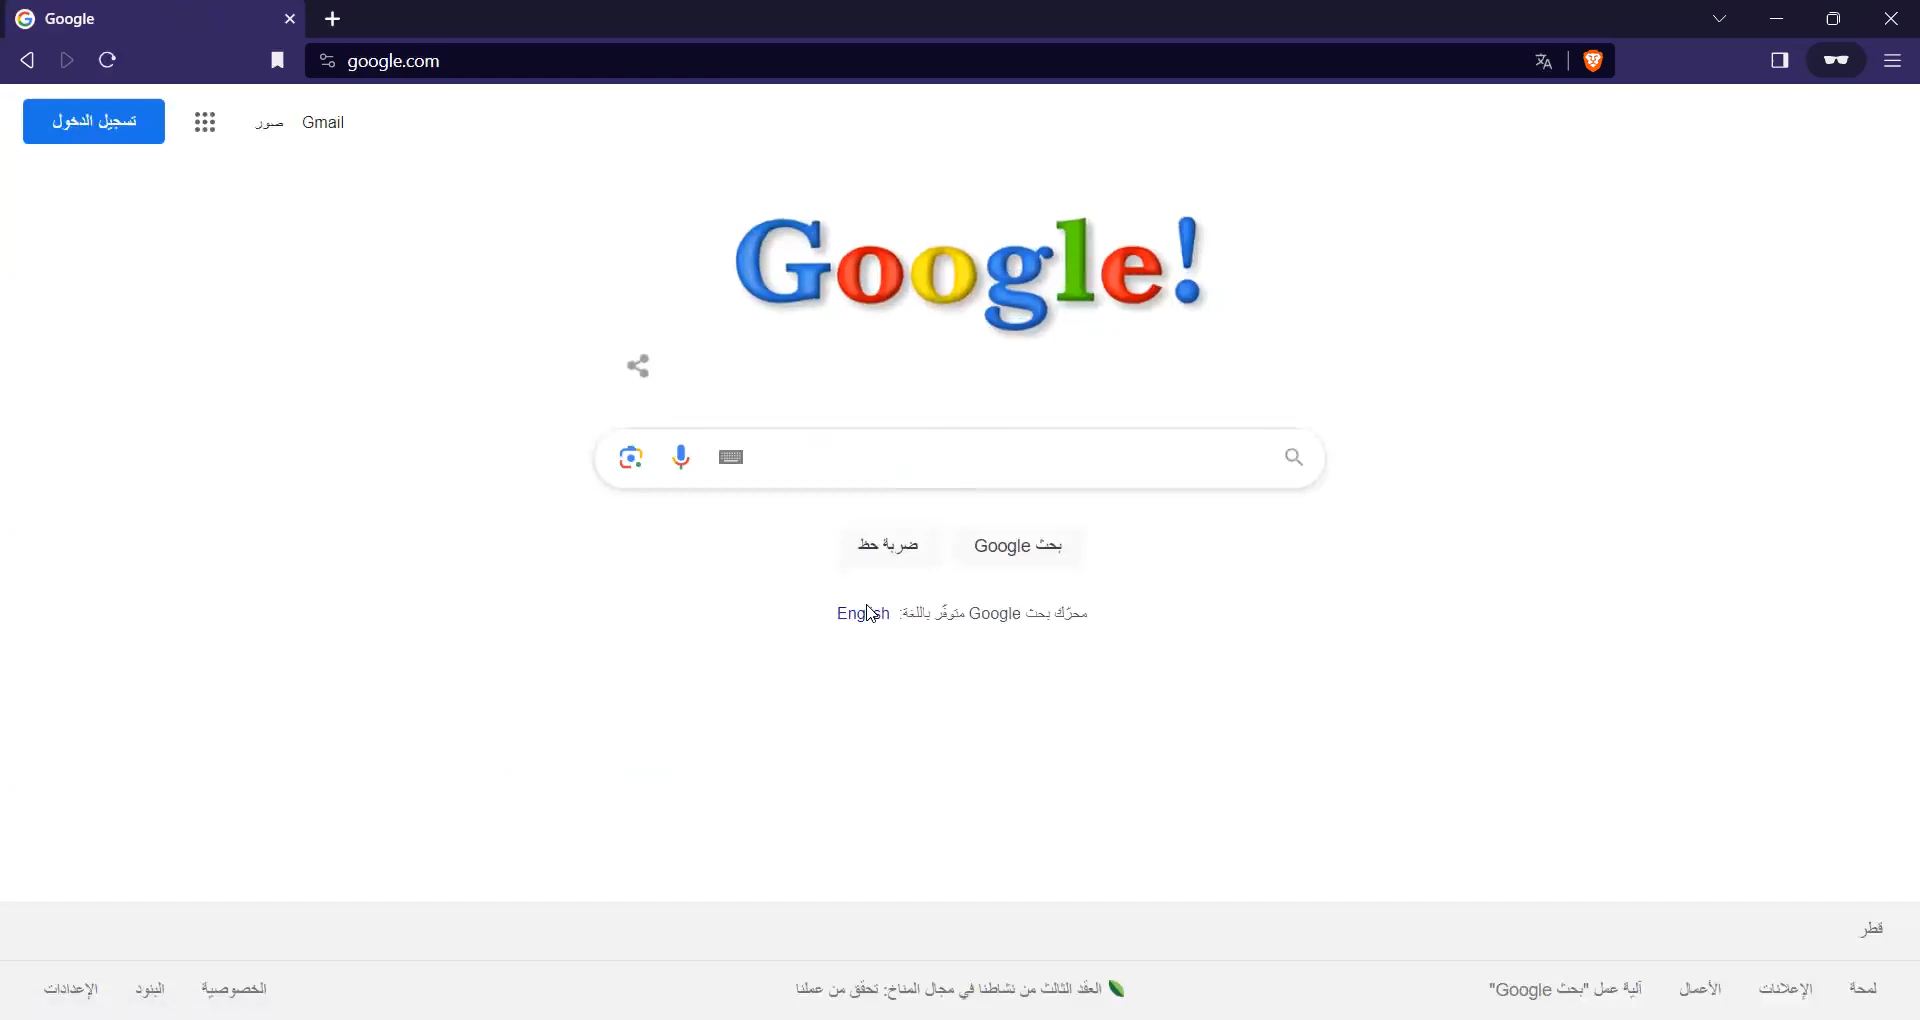 Google
google.com
Gmail
صور
تسجيل الدخول
Google!
بحث Google
ضربة حظ
محرّك بحث Google متوفّر باللغة: English
قطر
لمحة
الإعلانات
الأعمال
آلية عمل "بحث Google"
العقد الثالث من نشاطنا في مجال المناخ: تحقّق من عملنا
الخصوصية
البنود
الإعدادات